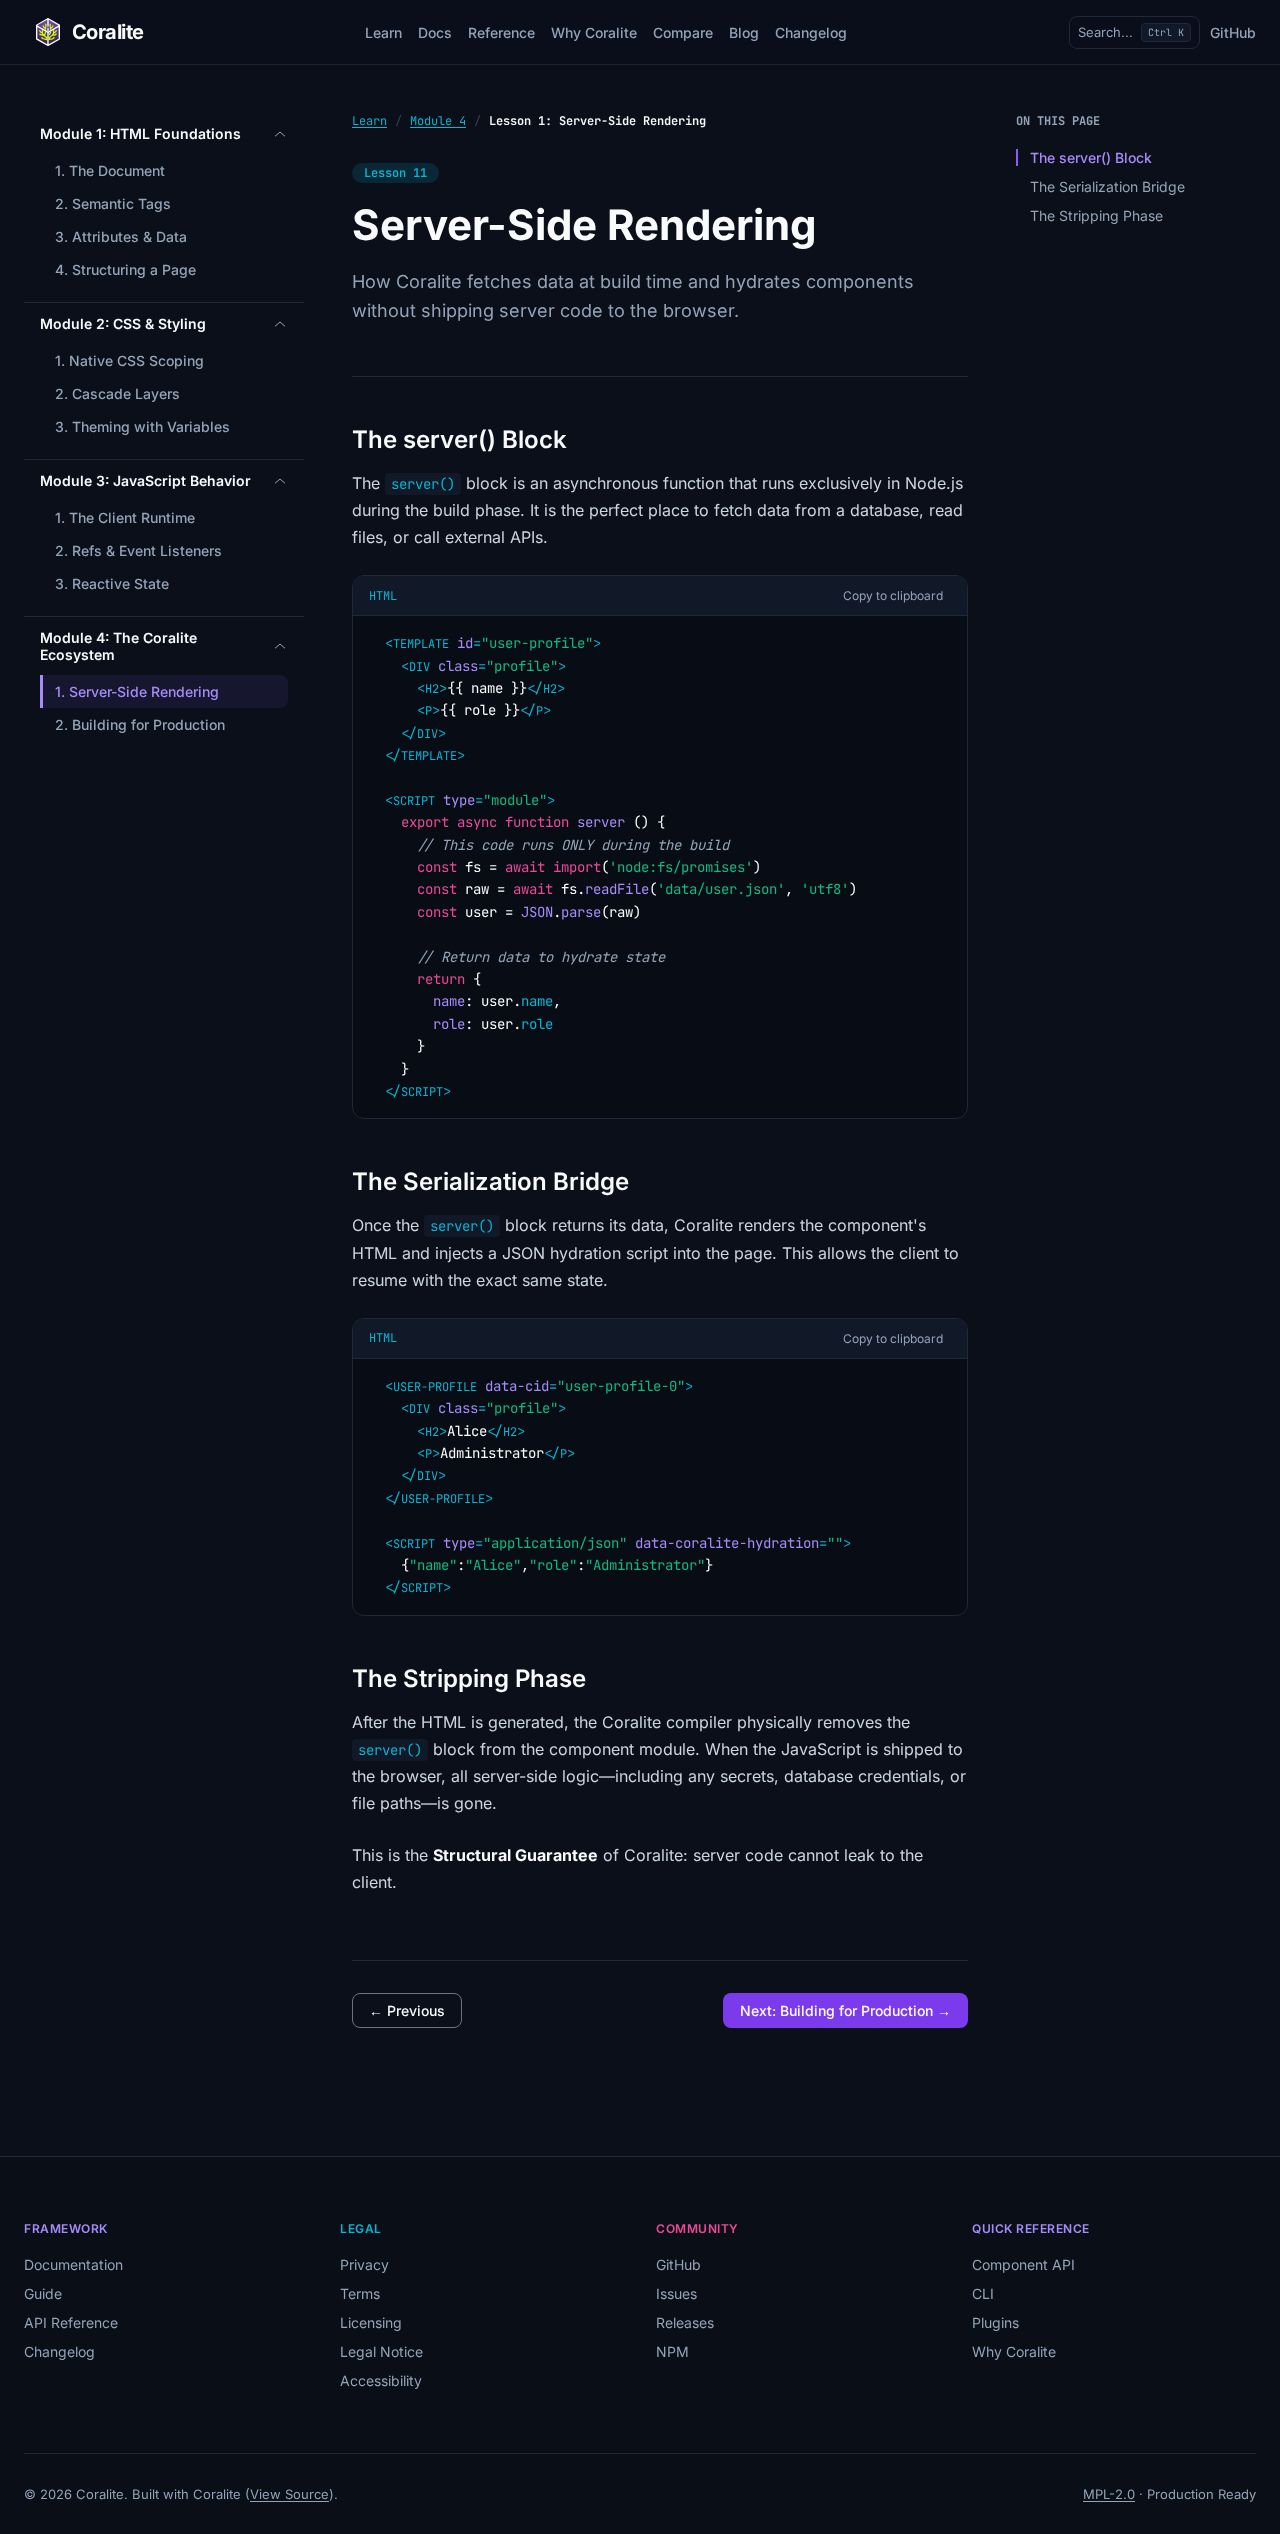 Coralite
Learn Docs Reference Why Coralite Compare Blog Changelog
Search... Ctrl K GitHub
Module 1: HTML Foundations
1. The Document
2. Semantic Tags
3. Attributes & Data
4. Structuring a Page
Module 2: CSS & Styling
1. Native CSS Scoping
2. Cascade Layers
3. Theming with Variables
Module 3: JavaScript Behavior
1. The Client Runtime
2. Refs & Event Listeners
3. Reactive State
Module 4: The Coralite
Ecosystem
1. Server-Side Rendering
2. Building for Production
Learn / Module 4 / Lesson 1: Server-Side Rendering
Lesson 11
Server-Side Rendering
How Coralite fetches data at build time and hydrates components
without shipping server code to the browser.
The server() Block
The server() block is an asynchronous function that runs exclusively in Node.js
during the build phase. It is the perfect place to fetch data from a database, read
files, or call external APIs.
HTML Copy to clipboard
<TEMPLATE id="user-profile">
<DIV class="profile">
<H2>{{ name }}</H2>
<P>{{ role }}</P>
</DIV>
</TEMPLATE>
<SCRIPT type="module">
export async function server () {
// This code runs ONLY during the build
const fs = await import('node:fs/promises')
const raw = await fs.readFile('data/user.json', 'utf8')
const user = JSON.parse(raw)
// Return data to hydrate state
return {
name: user.name,
role: user.role
}
}
</SCRIPT>
The Serialization Bridge
Once the server() block returns its data, Coralite renders the component's
HTML and injects a JSON hydration script into the page. This allows the client to
resume with the exact same state.
HTML Copy to clipboard
<USER-PROFILE data-cid="user-profile-0">
<DIV class="profile">
<H2>Alice</H2>
<P>Administrator</P>
</DIV>
</USER-PROFILE>
<SCRIPT type="application/json" data-coralite-hydration="">
{"name":"Alice","role":"Administrator"}
</SCRIPT>
The Stripping Phase
After the HTML is generated, the Coralite compiler physically removes the
server() block from the component module. When the JavaScript is shipped to
the browser, all server-side logic—including any secrets, database credentials, or
file paths—is gone.
This is the Structural Guarantee of Coralite: server code cannot leak to the
client.
← Previous
Next: Building for Production →
ON THIS PAGE
The server() Block
The Serialization Bridge
The Stripping Phase
FRAMEWORK
Documentation
Guide
API Reference
Changelog
LEGAL
Privacy
Terms
Licensing
Legal Notice
Accessibility
COMMUNITY
GitHub
Issues
Releases
NPM
QUICK REFERENCE
Component API
CLI
Plugins
Why Coralite
© 2026 Coralite. Built with Coralite (View Source).
MPL-2.0 · Production Ready